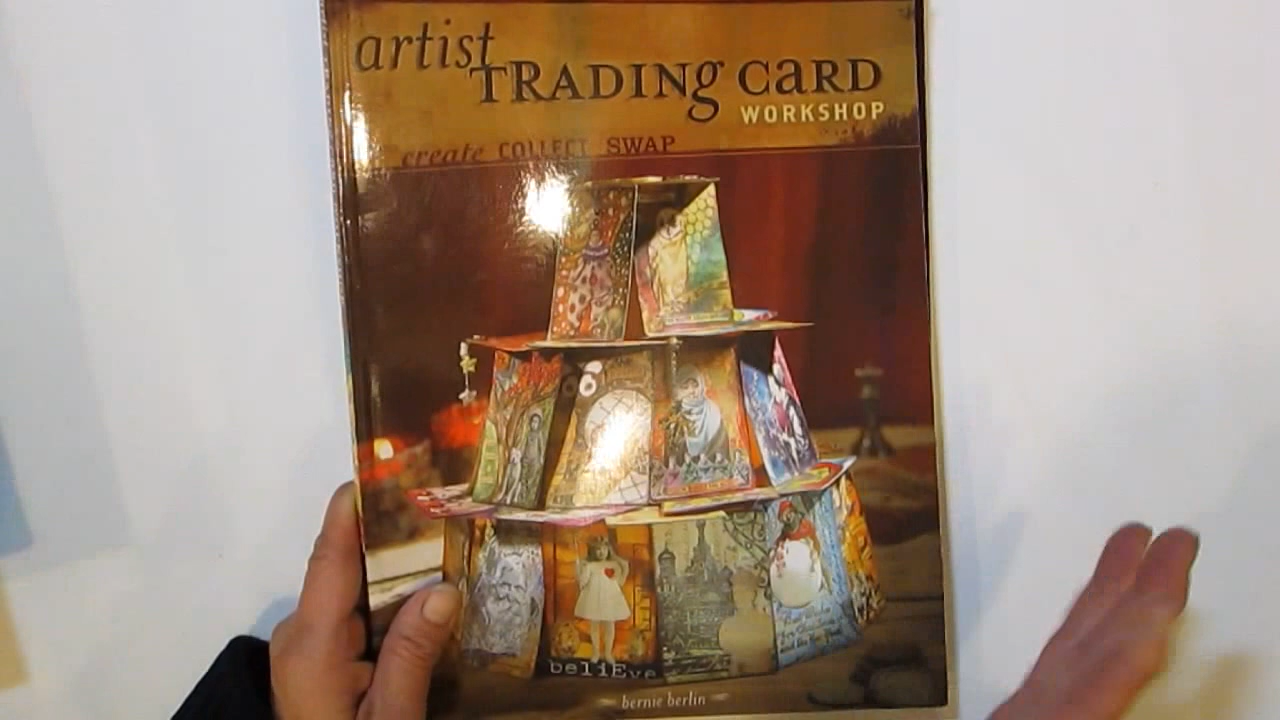 artist
TRADINg CaRD
WORKSHOP
create COLLECT SWAP
beliEve
bernie berlin